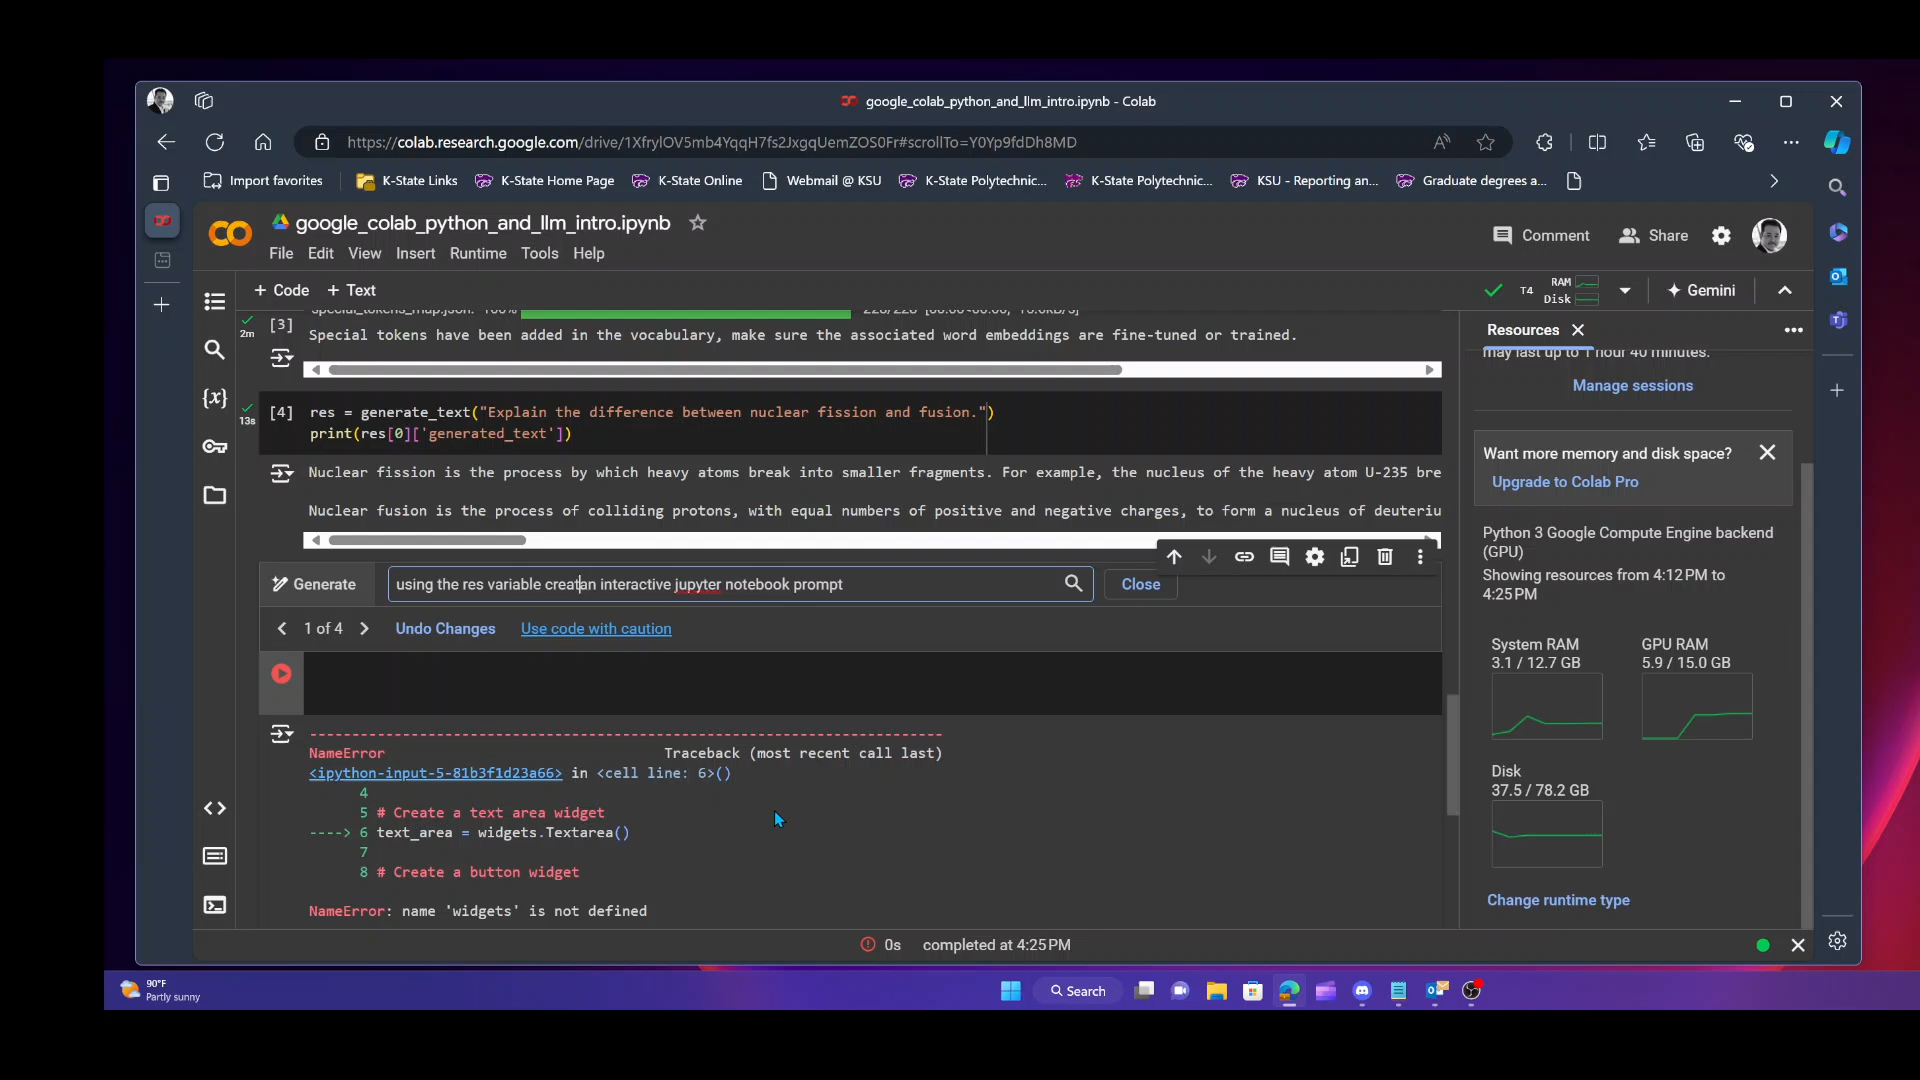 google_colab_python_and_llm_intro.ipynb - Colab
https://colab.research.google.com/drive/1XfrylOV5mb4YqqH7fs2JxgqUemZOS0Fr#scrollTo=Y0Yp9fdDh8MD
Import favorites K-State Links K-State Home Page K-State Online Webmail @ KSU K-State Polytechnic... K-State Polytechnic... KSU - Reporting an... Graduate degrees a...
google_colab_python_and_llm_intro.ipynb
Comment Share
File Edit View Insert Runtime Tools Help
+ Code + Text
T4 RAM Disk Gemini
special_tokens_map.json: 100%
2m
[3]
Special tokens have been added in the vocabulary, make sure the associated word embeddings are fine-tuned or trained.
13s
[4] res = generate_text("Explain the difference between nuclear fission and fusion.")
print(res[0]['generated_text'])
Nuclear fission is the process by which heavy atoms break into smaller fragments. For example, the nucleus of the heavy atom U-235 bre
Nuclear fusion is the process of colliding protons, with equal numbers of positive and negative charges, to form a nucleus of deuteriu
Generate using the res variable creatan interactive jupyter notebook prompt Close
1 of 4 Undo Changes Use code with caution
NameError Traceback (most recent call last)
<ipython-input-5-81b3f1d23a66> in <cell line: 6>()
4
5 # Create a text area widget
----> 6 text_area = widgets.Textarea()
7
8 # Create a button widget
NameError: name 'widgets' is not defined
0s completed at 4:25 PM
Resources
may last up to 1 hour 40 minutes.
Manage sessions
Want more memory and disk space?
Upgrade to Colab Pro
Python 3 Google Compute Engine backend
(GPU)
Showing resources from 4:12 PM to
4:25 PM
System RAM
3.1 / 12.7 GB
GPU RAM
5.9 / 15.0 GB
Disk
37.5 / 78.2 GB
Change runtime type
90°F
Partly sunny
Search